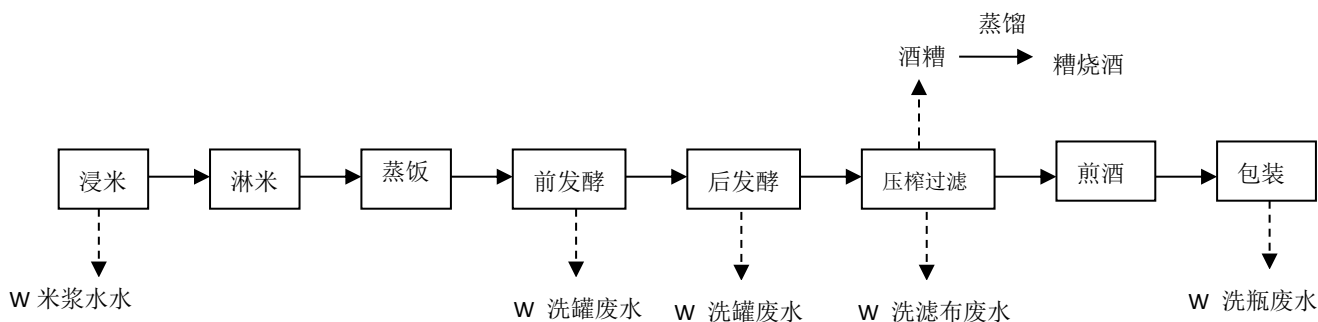 蒸馏
酒糟
糟烧酒
浸米
淋米
蒸饭
前发酵
后发酵
压榨过滤
煎酒
包装
W 米浆水水
W 洗罐废水
W 洗罐废水
W 洗滤布废水
W 洗瓶废水